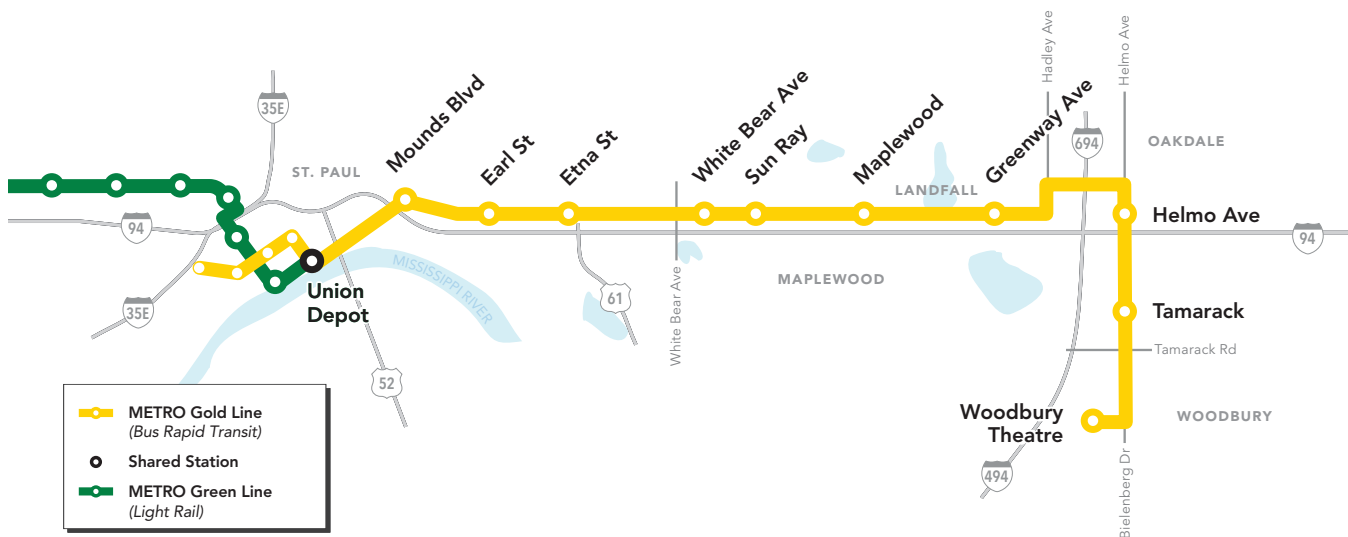 Hadley Ave
Helmo Ave
35E
Mounds Blvd
Earl St
Etna St
White Bear Ave
Sun Ray
Maplewood
Greenway Ave
694
OAKDALE
ST. PAUL
LANDFALL
94
Helmo Ave
94
MISSISSIPPI RIVER
MAPLEWOOD
Union
Depot
35E
61
White Bear Ave
Tamarack
Tamarack Rd
52
Woodbury
Theatre
WOODBURY
494
Bielenberg Dr
METRO Gold Line
(Bus Rapid Transit)
Shared Station
METRO Green Line
(Light Rail)